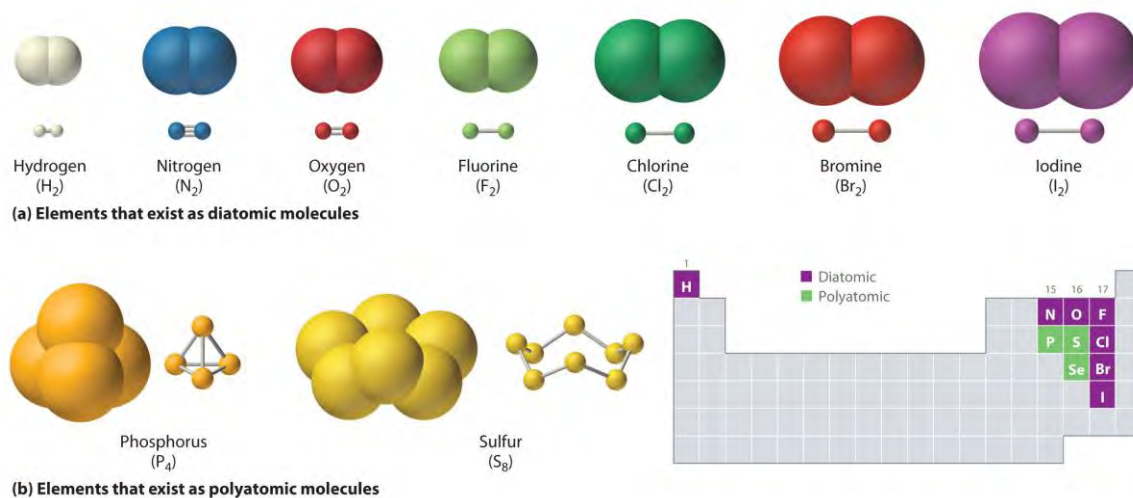 Hydrogen
(H₂)
Nitrogen
(N₂)
Oxygen
(O₂)
Fluorine
(F₂)
Chlorine
(Cl₂)
Bromine
(Br₂)
Iodine
(I₂)
(a) Elements that exist as diatomic molecules
Phosphorus
(P₄)
Sulfur
(S₈)
(b) Elements that exist as polyatomic molecules
Diatomic
Polyatomic
1
15 16 17
H
N O F
P S Cl
Se Br
I